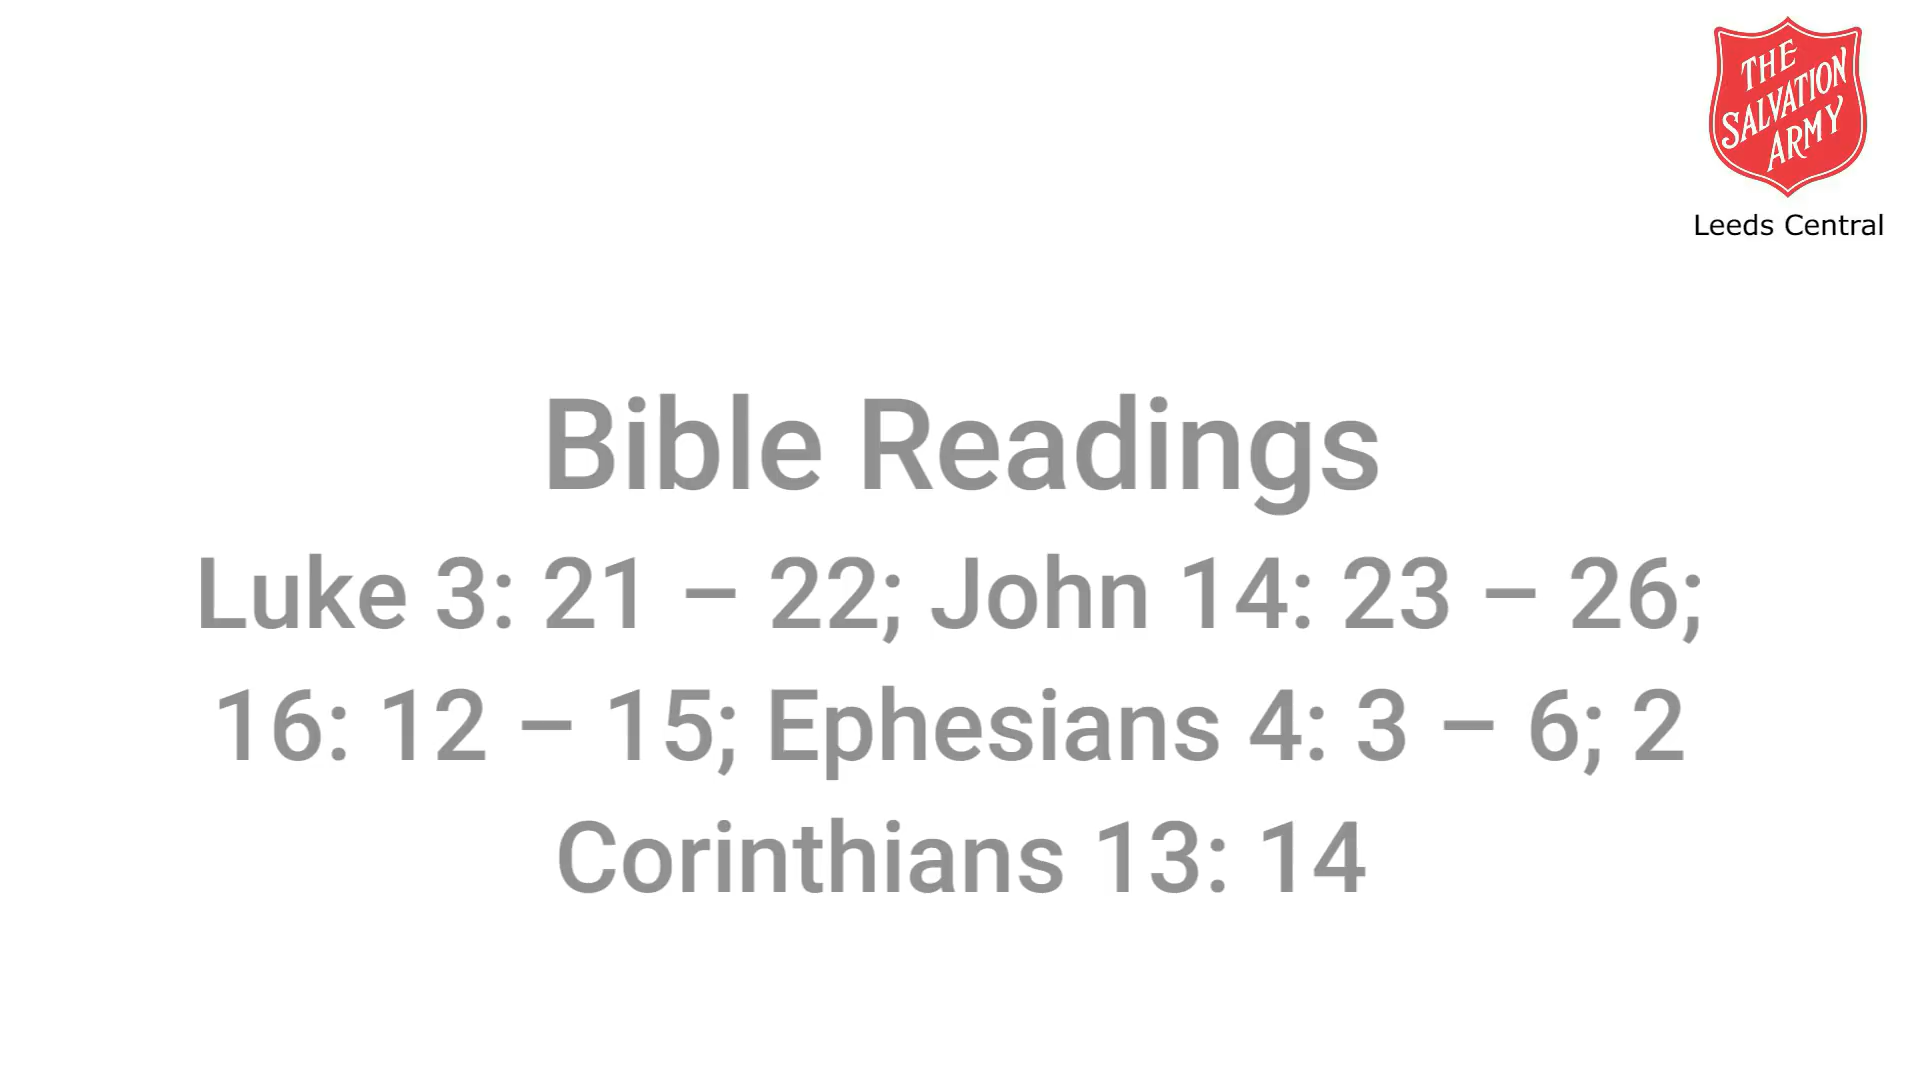 THE
SALVATION
ARMY
Leeds Central
Bible Readings
Luke 3: 21 – 22; John 14: 23 – 26;
16: 12 – 15; Ephesians 4: 3 – 6; 2
Corinthians 13: 14